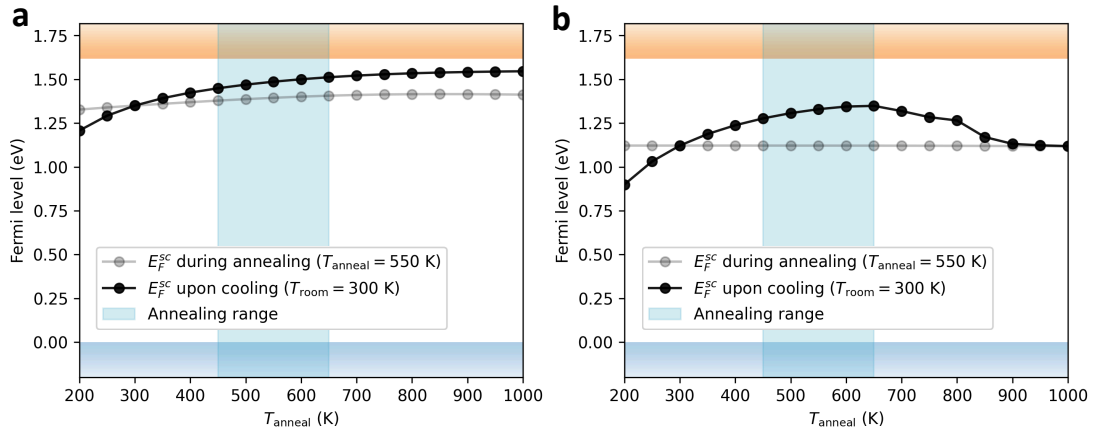 a
1.75
1.50
1.25
1.00
0.75
0.50
0.25
0.00
Fermi level (eV)
E_F^sc during annealing (T_anneal = 550 K)
E_F^sc upon cooling (T_room = 300 K)
Annealing range
200 300 400 500 600 700 800 900 1000
T_anneal (K)
b
1.75
1.50
1.25
1.00
0.75
0.50
0.25
0.00
Fermi level (eV)
E_F^sc during annealing (T_anneal = 550 K)
E_F^sc upon cooling (T_room = 300 K)
Annealing range
200 300 400 500 600 700 800 900 1000
T_anneal (K)